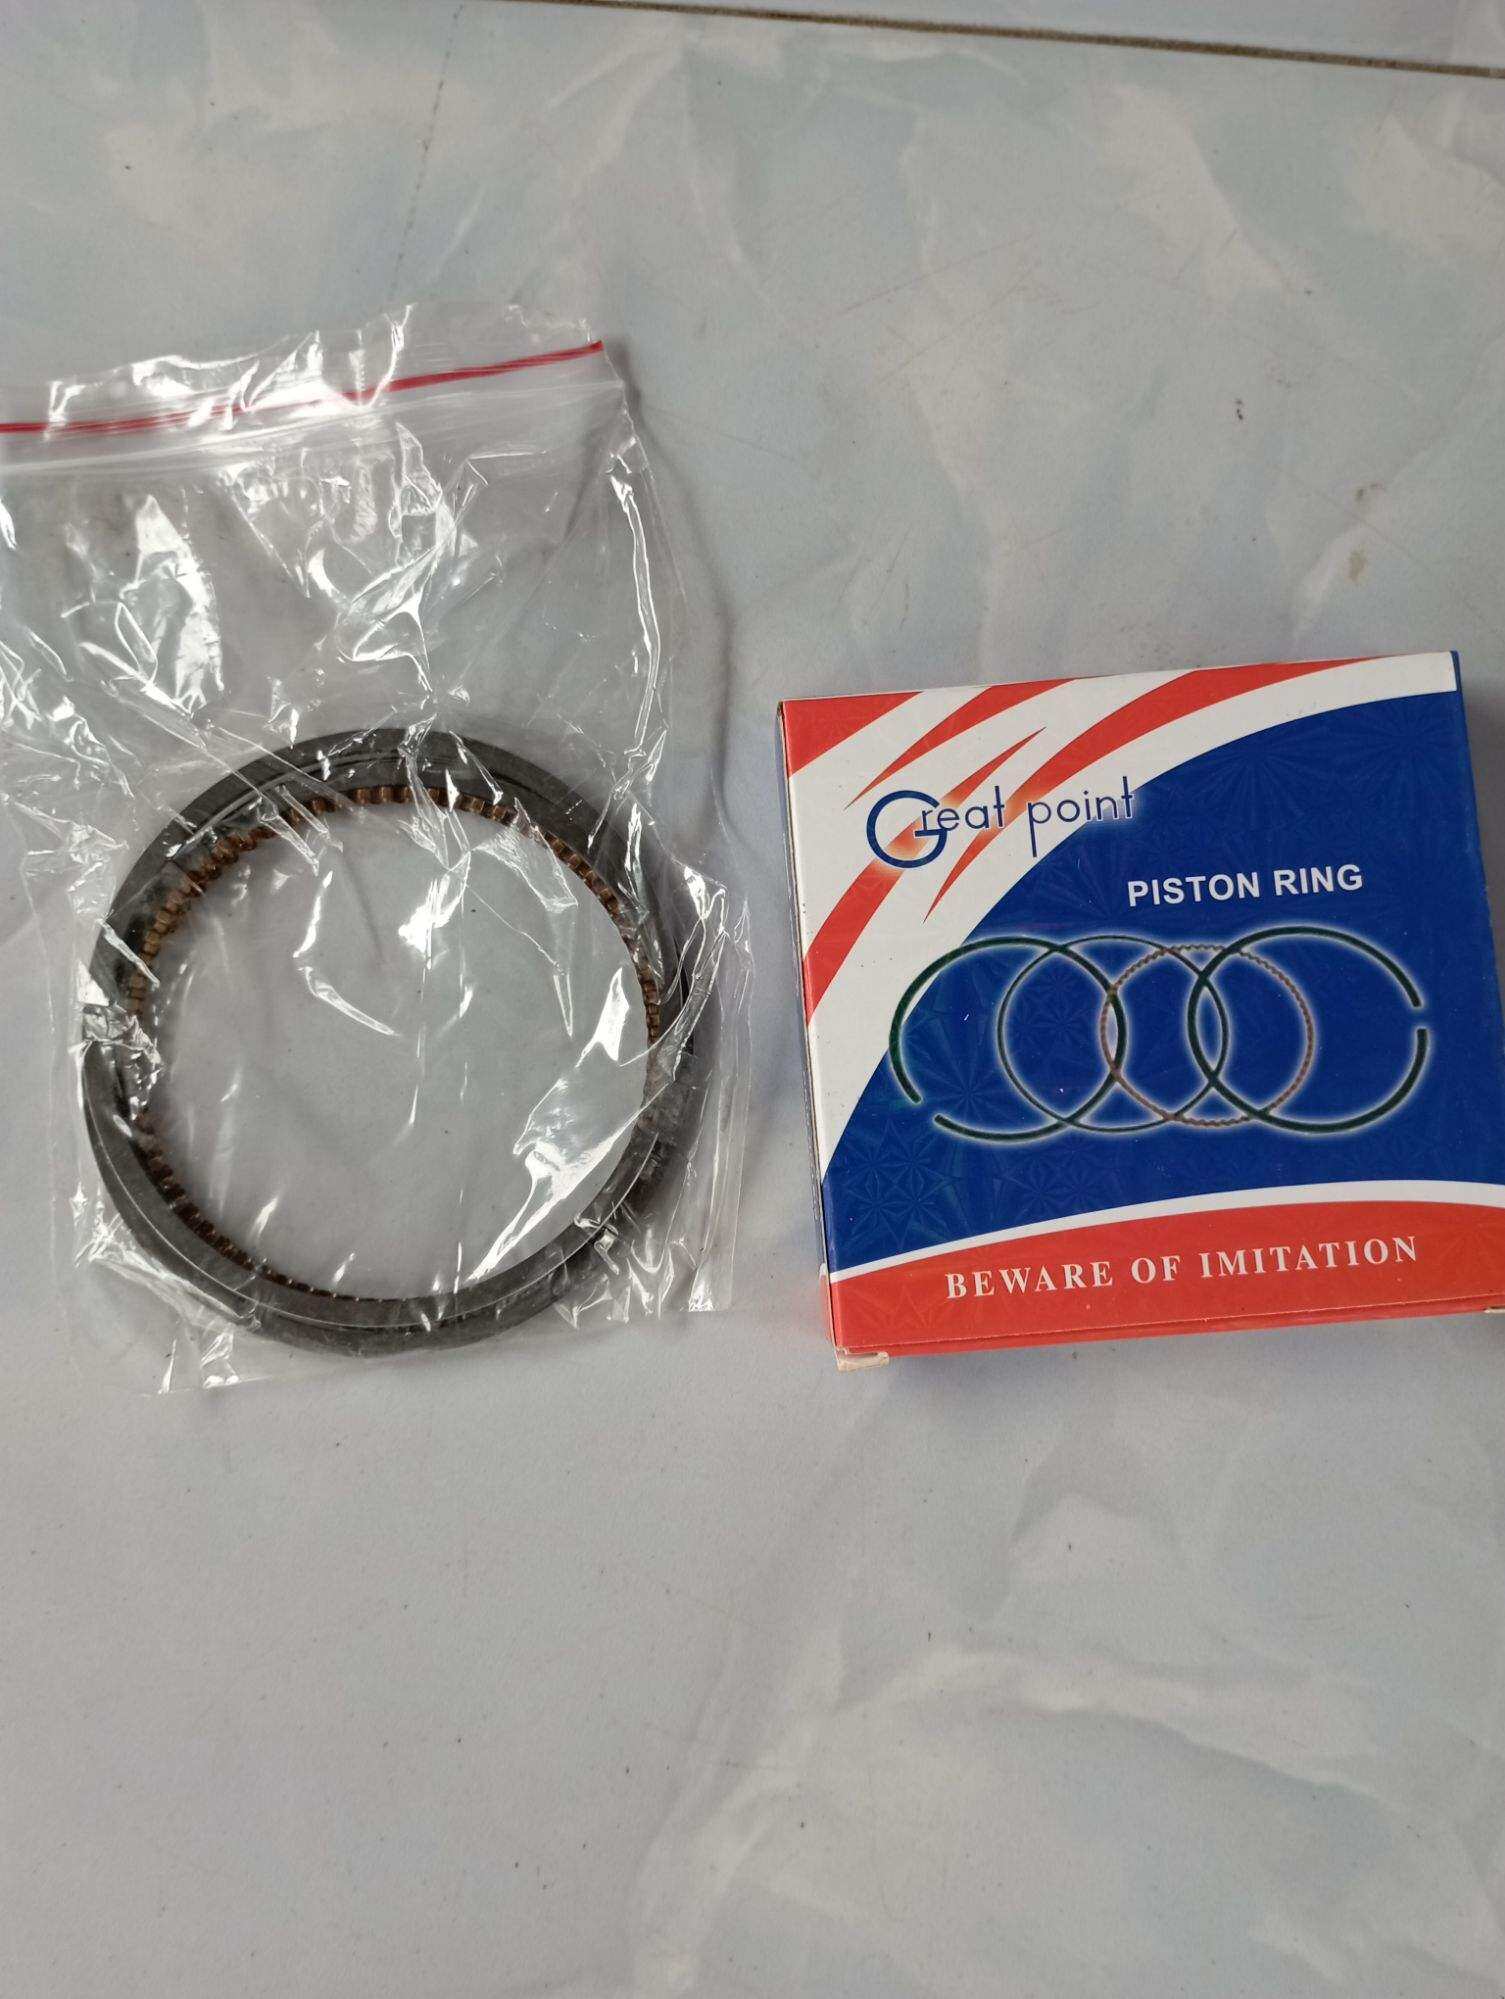 Great point
PISTON RING
BEWARE OF IMITATION